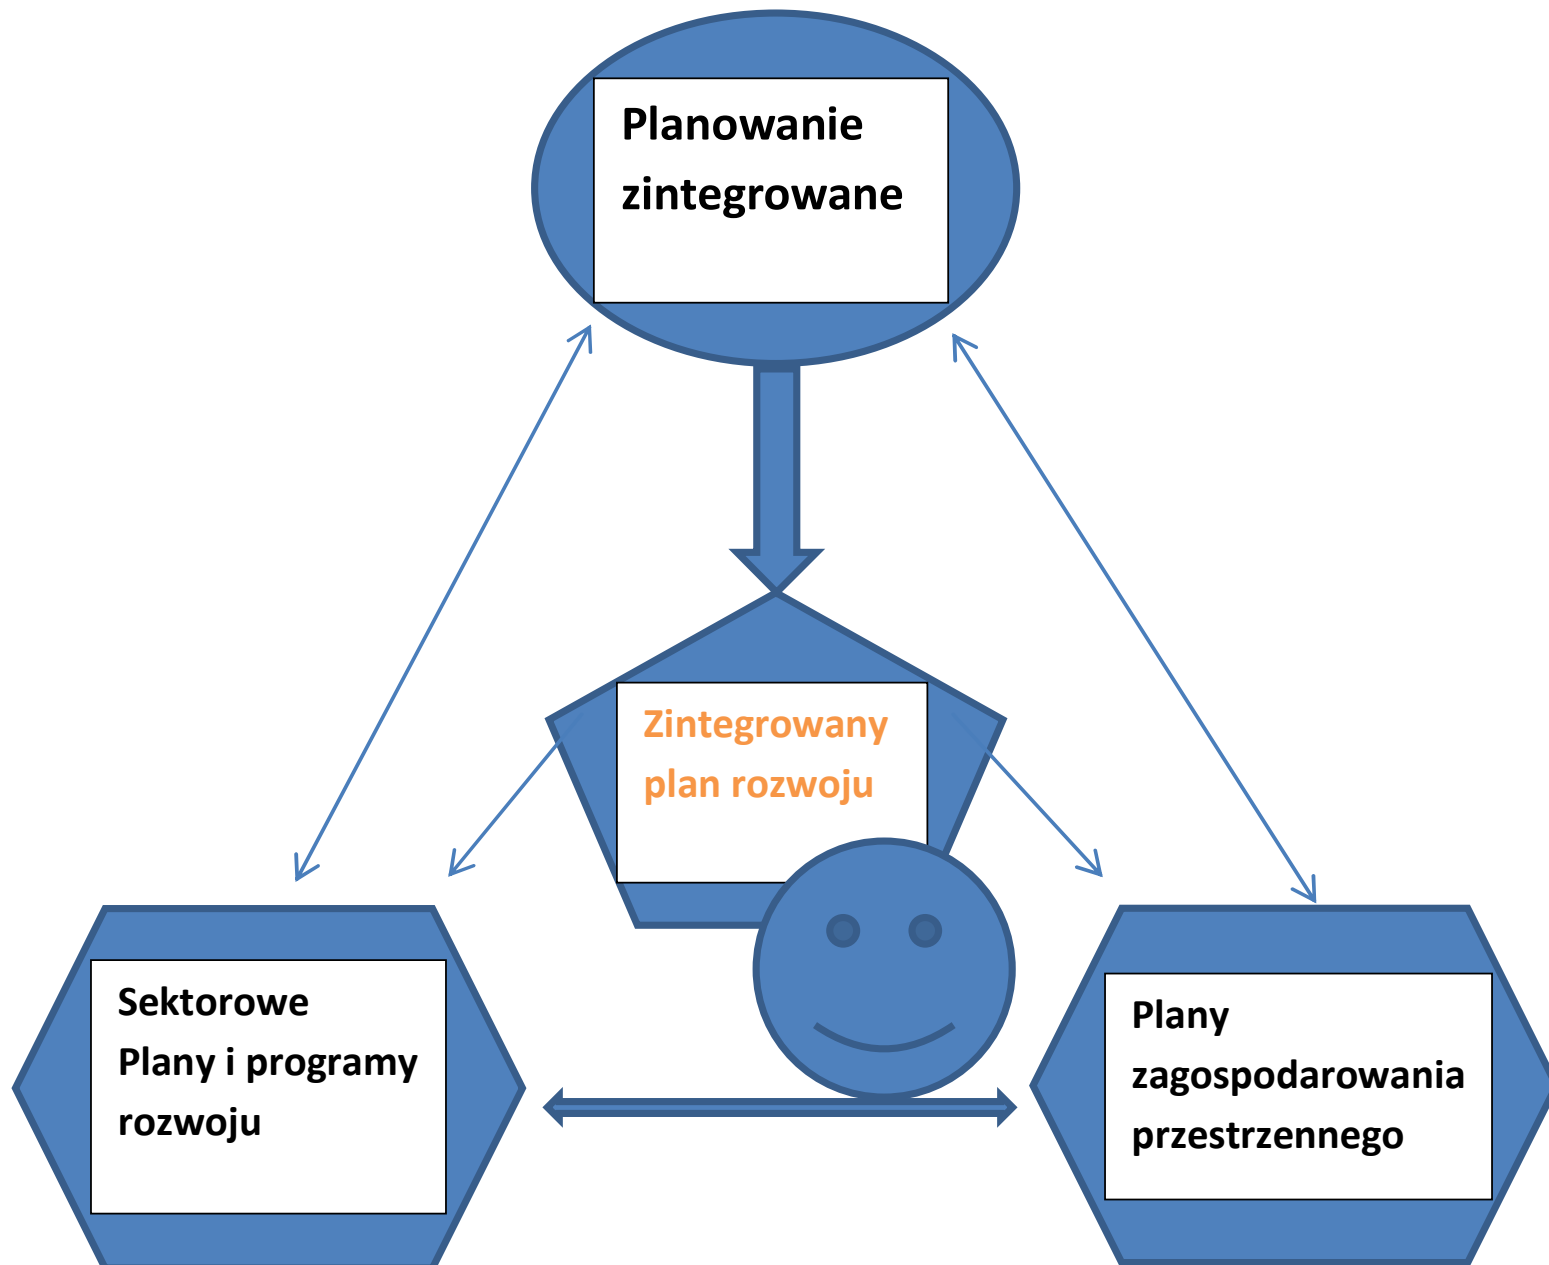 Planowanie
zintegrowane
Zintegrowany
plan rozwoju
Sektorowe
Plany i programy
rozwoju
Plany
zagospodarowania
przestrzennego